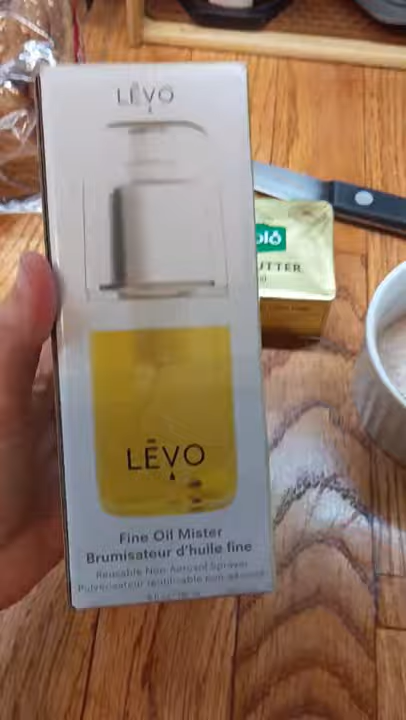 LĒVO
LĒVO
Fine Oil Mister
Brumisateur d'huile fine
Reusable Non-Aerosol Sprayer
UTTER